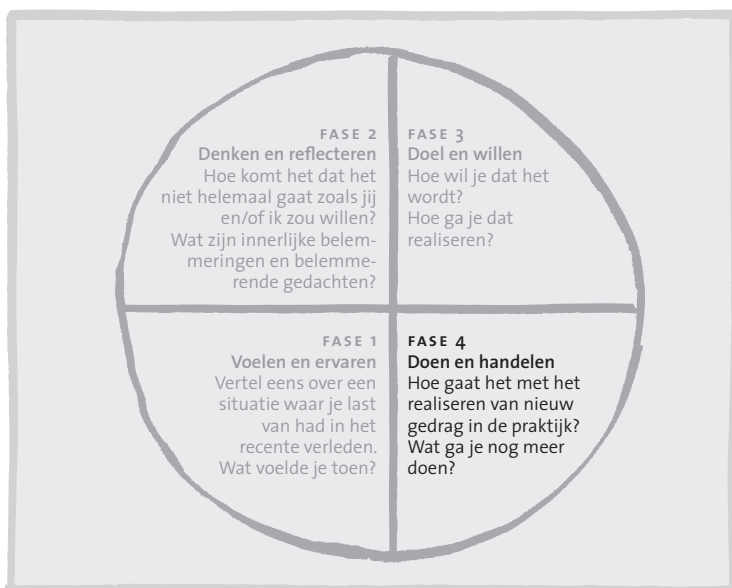 FASE 2
Denken en reflecteren
Hoe komt het dat het
niet helemaal gaat zoals jij
en/of ik zou willen?
Wat zijn innerlijke belem-
meringen en belemme-
rende gedachten?
FASE 3
Doel en willen
Hoe wil je dat het
wordt?
Hoe ga je dat
realiseren?
FASE 1
Voelen en ervaren
Vertel eens over een
situatie waar je last
van had in het
recente verleden.
Wat voelde je toen?
FASE 4
Doen en handelen
Hoe gaat het met het
realiseren van nieuw
gedrag in de praktijk?
Wat ga je nog meer
doen?